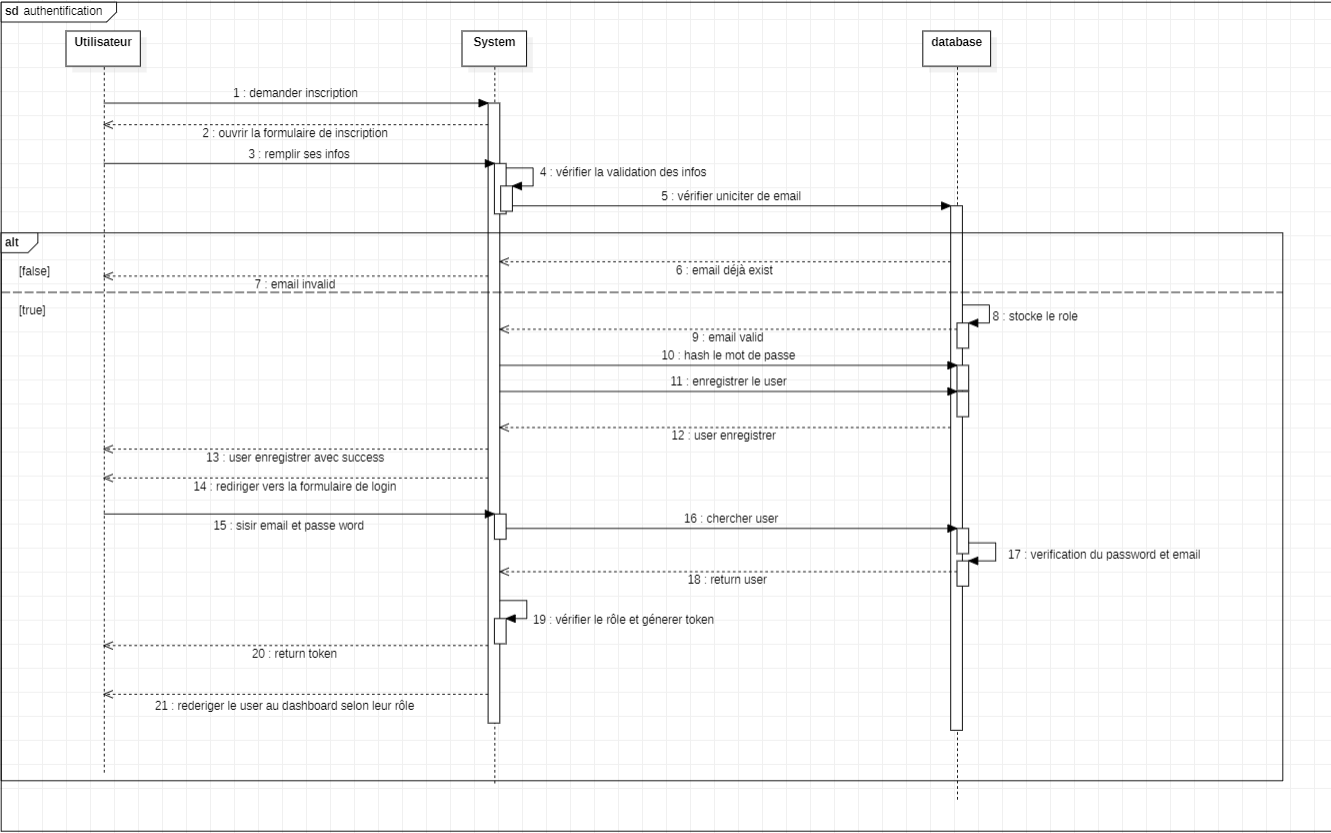 sd authentification
Utilisateur
System
database
1 : demander inscription
2 : ouvrir la formulaire de inscription
3 : remplir ses infos
4 : vérifier la validation des infos
5 : vérifier uniciter de email
alt
[false]
6 : email déjà exist
7 : email invalid
[true]
8 : stocke le role
9 : email valid
10 : hash le mot de passe
11 : enregistrer le user
12 : user enregistrer
13 : user enregistrer avec success
14 : rediriger vers la formulaire de login
15 : sisir email et passe word
16 : chercher user
17 : verification du password et email
18 : return user
19 : vérifier le rôle et génerer token
20 : return token
21 : rederiger le user au dashboard selon leur rôle